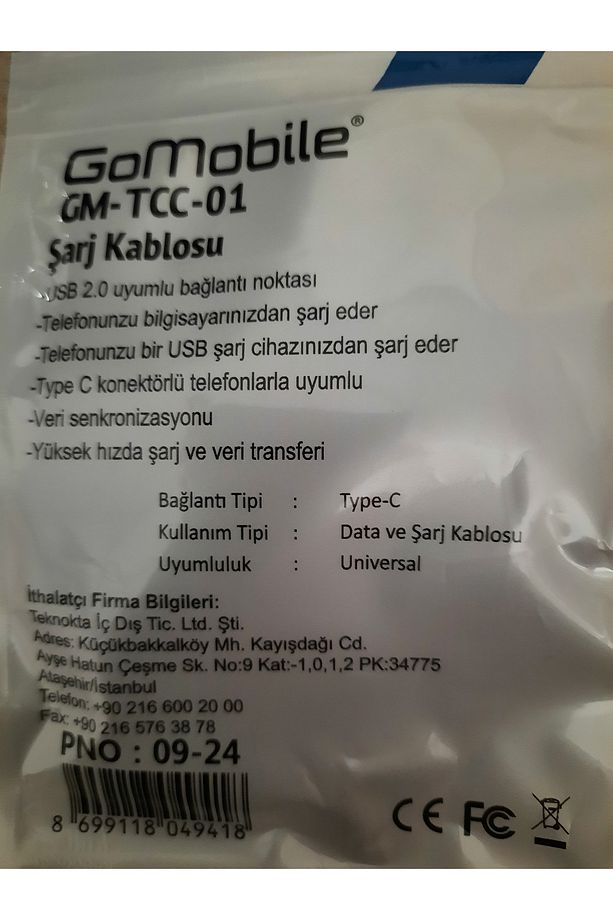 GoMobile®
GM-TCC-01
Şarj Kablosu
USB 2.0 uyumlu bağlantı noktası
-Telefonunzu bilgisayarınızdan şarj eder
-Telefonunzu bir USB şarj cihazınızdan şarj eder
-Type C konektörlü telefonlarla uyumlu
-Veri senkronizasyonu
-Yüksek hızda şarj ve veri transferi
Bağlantı Tipi : Type-C
Kullanım Tipi : Data ve Şarj Kablosu
Uyumluluk : Universal
İthalatçı Firma Bilgileri:
Teknokta İç Dış Tic. Ltd. Şti.
Adres: Küçükbakkalköy Mh. Kayışdağı Cd.
Ayşe Hatun Çeşme Sk. No:9 Kat:-1,0,1,2 PK:34775
Ataşehir/İstanbul
Telefon: +90 216 600 20 00
Fax: +90 216 576 38 78
PNO : 09-24
8 699118 049418
CE FC